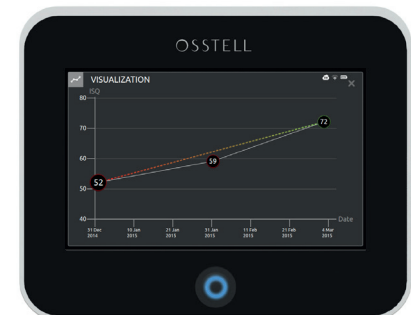 OSSTELL
VISUALIZATION
ISQ
80
70
60
50
40
52
59
72
Date
31 Dec 2014
10 Jan 2015
21 Jan 2015
31 Jan 2015
11 Feb 2015
21 Feb 2015
4 Mar 2015